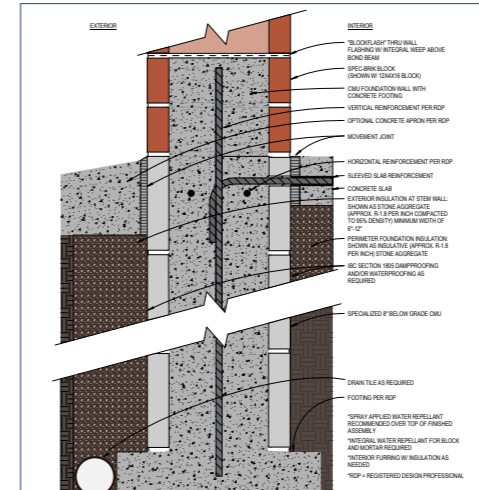 EXTERIOR
INTERIOR
"BLOCKFLASH" THRU WALL
FLASHING W/ INTEGRAL WEEP ABOVE
BOND BEAM
SPEC-BRIK BLOCK
(SHOWN W/ 12X4X16 BLOCK)
CMU FOUNDATION WALL WITH
CONCRETE FOOTING
VERTICAL REINFORCEMENT PER RDP
OPTIONAL CONCRETE APRON PER RDP
MOVEMENT JOINT
HORIZONTAL REINFORCEMENT PER RDP
SLEEVED SLAB REINFORCEMENT
CONCRETE SLAB
EXTERIOR INSULATION AT STEM WALL:
SHOWN AS STONE AGGREGATE
(APPROX. R-1.8 PER INCH COMPACTED
TO 95% DENSITY) MINIMUM WIDTH OF
6"-12"
PERIMETER FOUNDATION INSULATION:
SHOWN AS INSULATIVE (APPROX. R-1.8
PER INCH) STONE AGGREGATE
IBC SECTION 1805 DAMPPROOFING
AND/OR WATERPROOFING AS
REQUIRED
SPECIALIZED 8" BELOW GRADE CMU
DRAIN TILE AS REQUIRED
FOOTING PER RDP
*SPRAY APPLIED WATER REPELLANT
RECOMMENDED OVER TOP OF FINISHED
ASSEMBLY
*INTEGRAL WATER REPELLANT FOR BLOCK
AND MORTAR REQUIRED
*INTERIOR FURRING W/ INSULATION AS
NEEDED
*RDP = REGISTERED DESIGN PROFESSIONAL